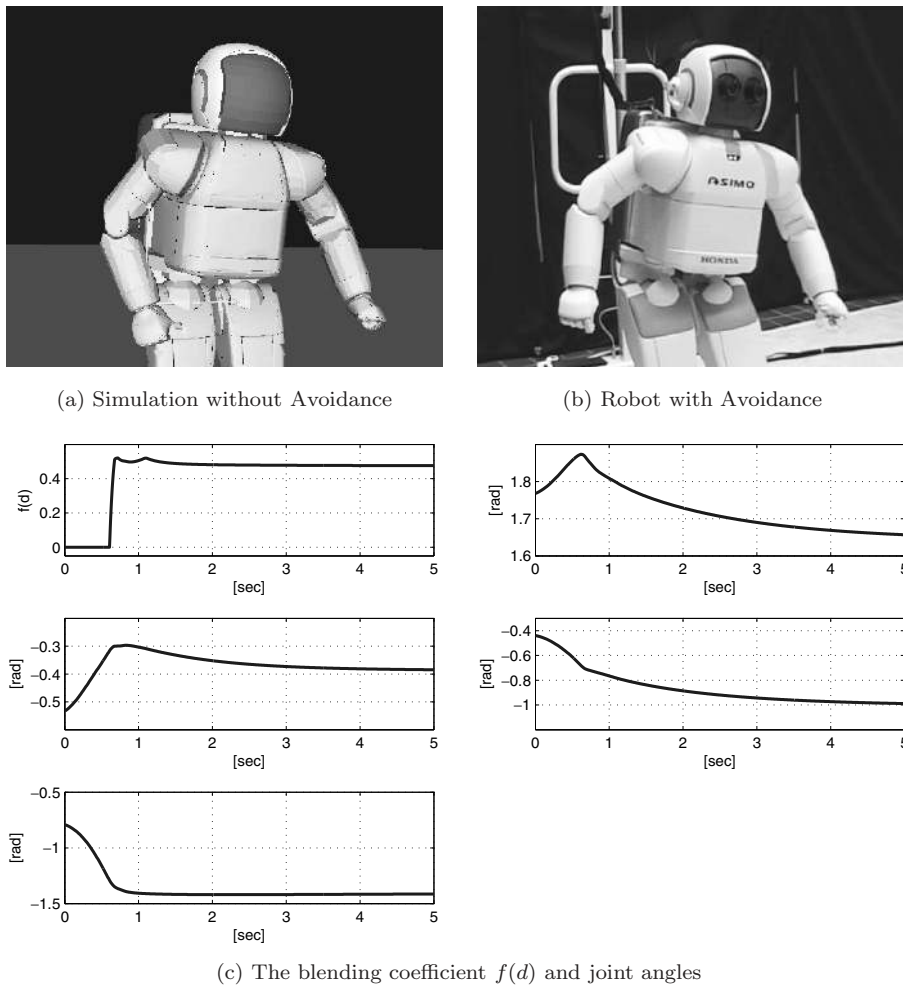 ASIMO
HONDA
(a) Simulation without Avoidance
(b) Robot with Avoidance
0.4
0.2
0
f(d)
0 1 2 3 4 5
[sec]
1.8
1.7
1.6
[rad]
0 1 2 3 4 5
[sec]
−0.3
−0.4
−0.5
[rad]
0 1 2 3 4 5
[sec]
−0.4
−0.6
−0.8
−1
[rad]
0 1 2 3 4 5
[sec]
−0.5
−1
−1.5
[rad]
0 1 2 3 4 5
[sec]
(c) The blending coefficient f(d) and joint angles